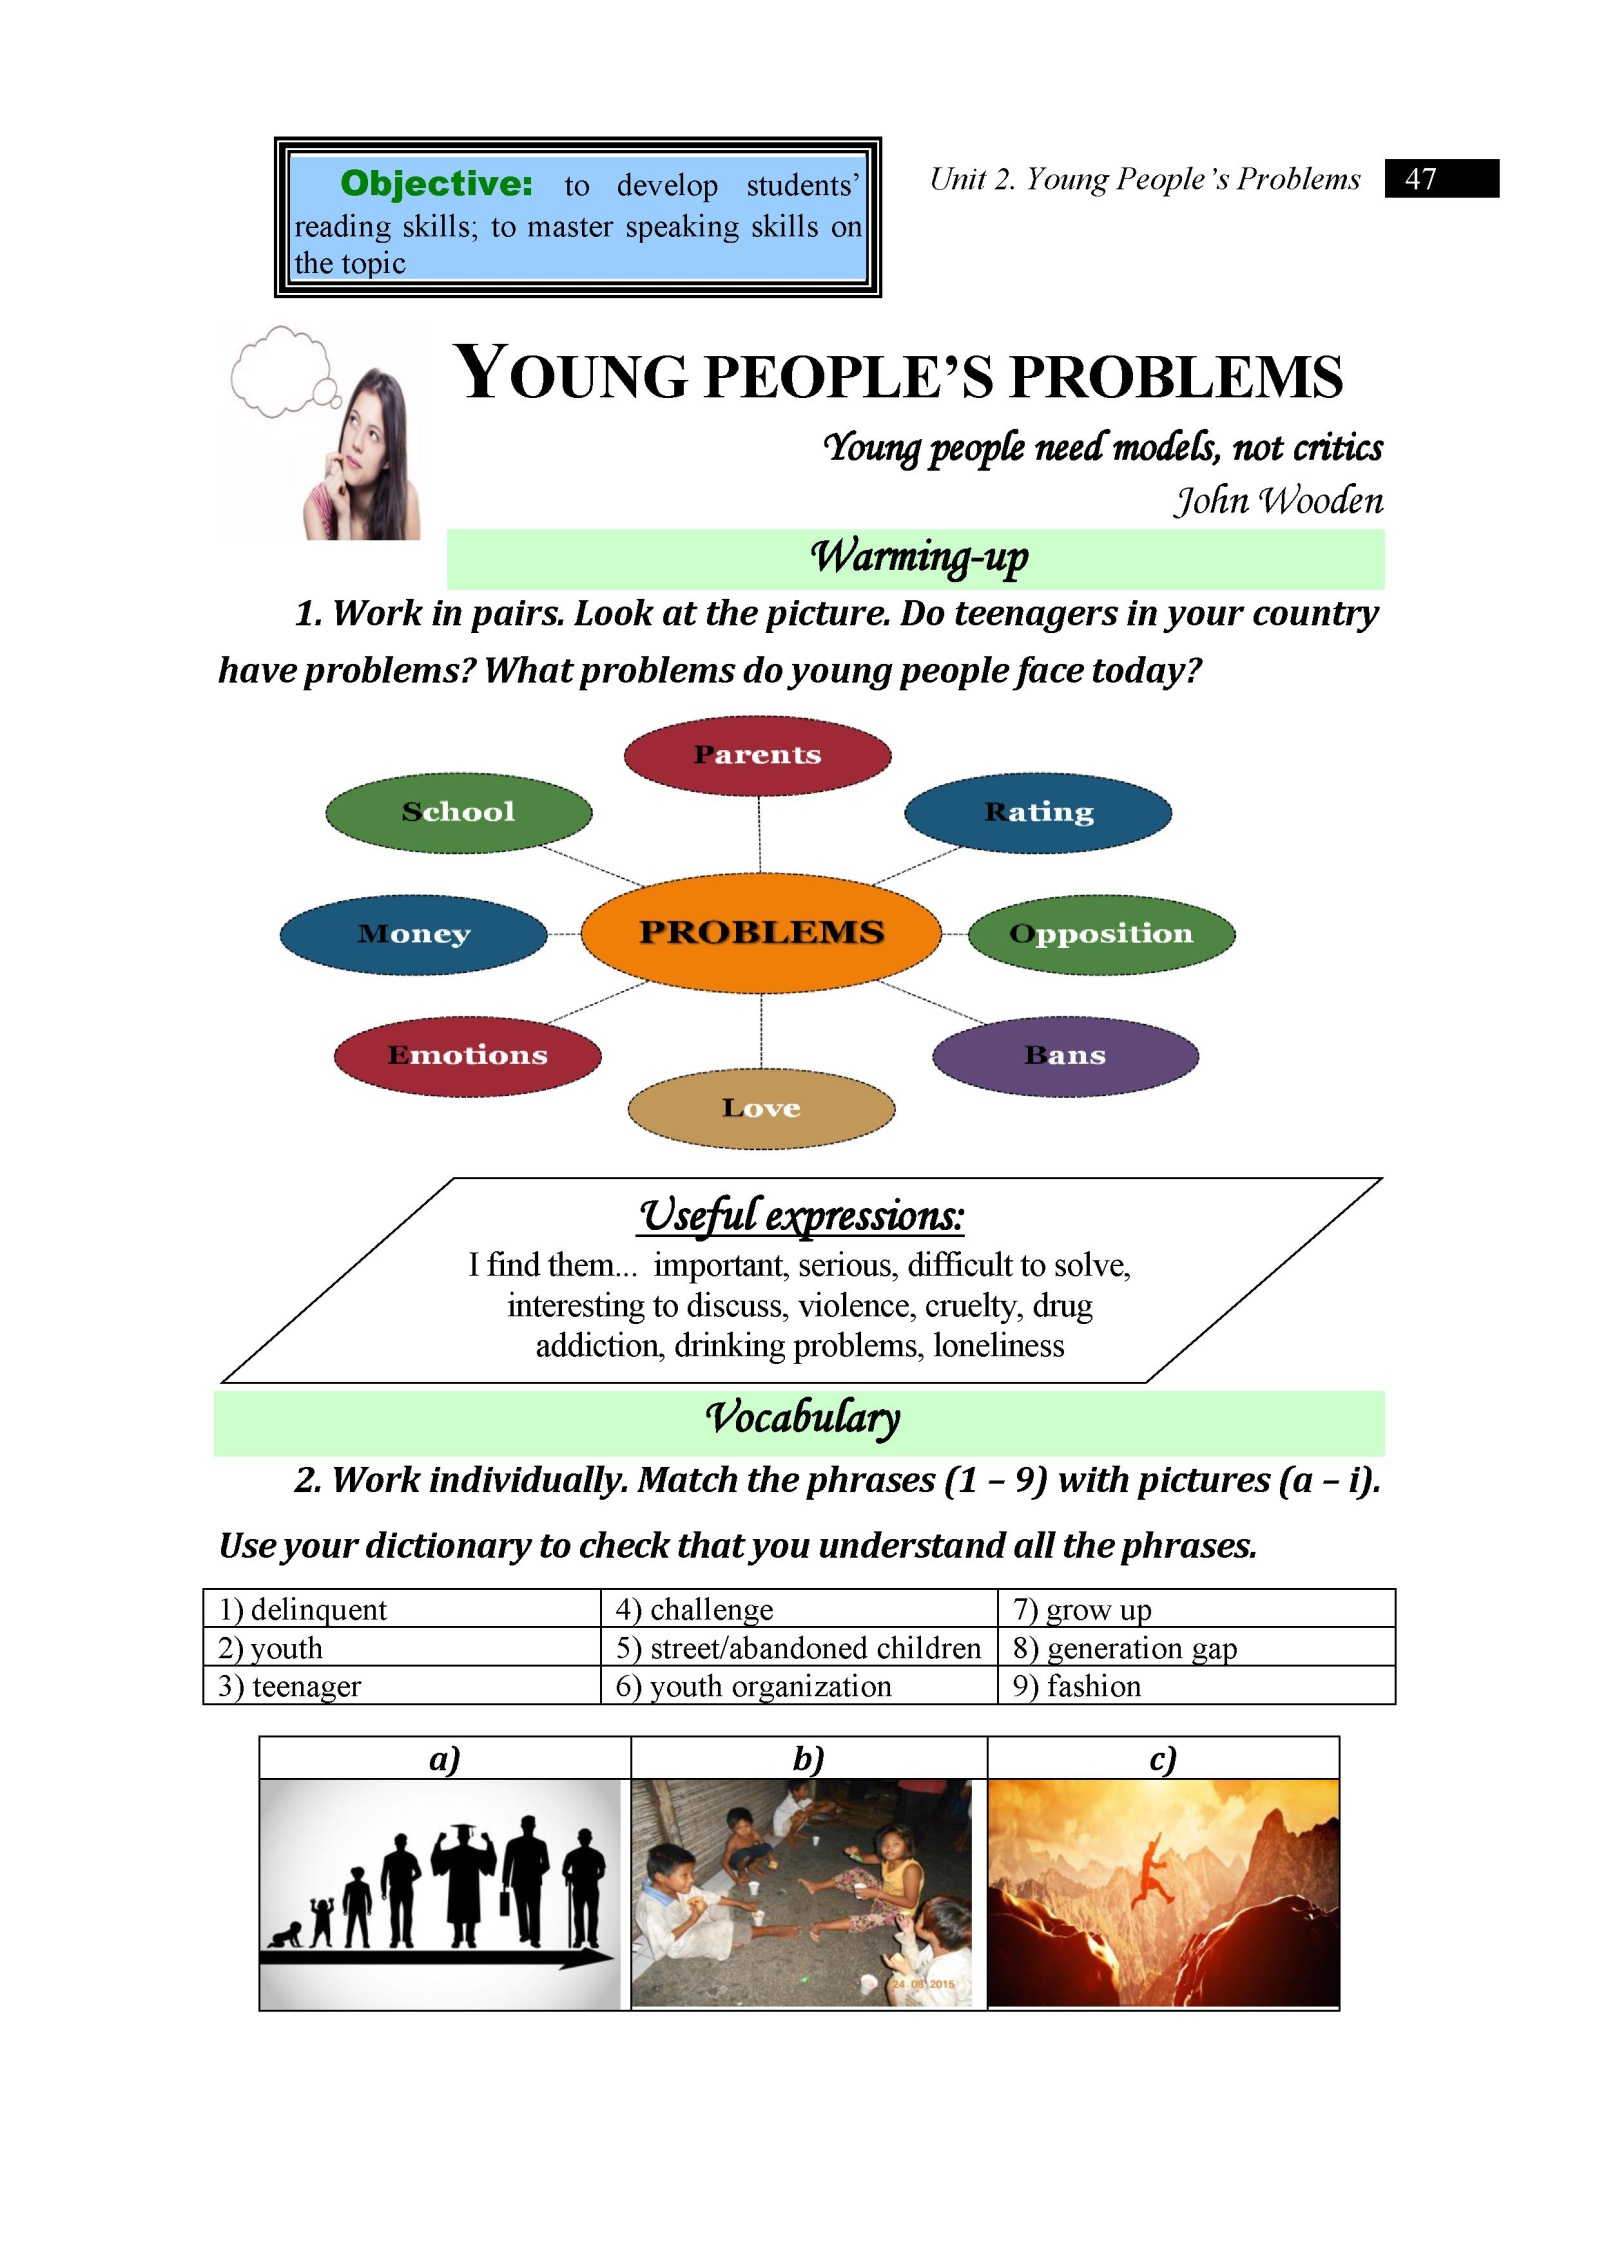 Objective: to develop students’
reading skills; to master speaking skills on
the topic
Unit 2. Young People’s Problems 47
YOUNG PEOPLE’S PROBLEMS
Young people need models, not critics
John Wooden
Warming-up
1. Work in pairs. Look at the picture. Do teenagers in your country
have problems? What problems do young people face today?
Parents
School
Rating
Money
PROBLEMS
Opposition
Emotions
Bans
Love
Useful expressions:
I find them... important, serious, difficult to solve,
interesting to discuss, violence, cruelty, drug
addiction, drinking problems, loneliness
Vocabulary
2. Work individually. Match the phrases (1 – 9) with pictures (a – i).
Use your dictionary to check that you understand all the phrases.
1) delinquent 4) challenge 7) grow up
2) youth 5) street/abandoned children 8) generation gap
3) teenager 6) youth organization 9) fashion
a) b) c)
24 08 2015